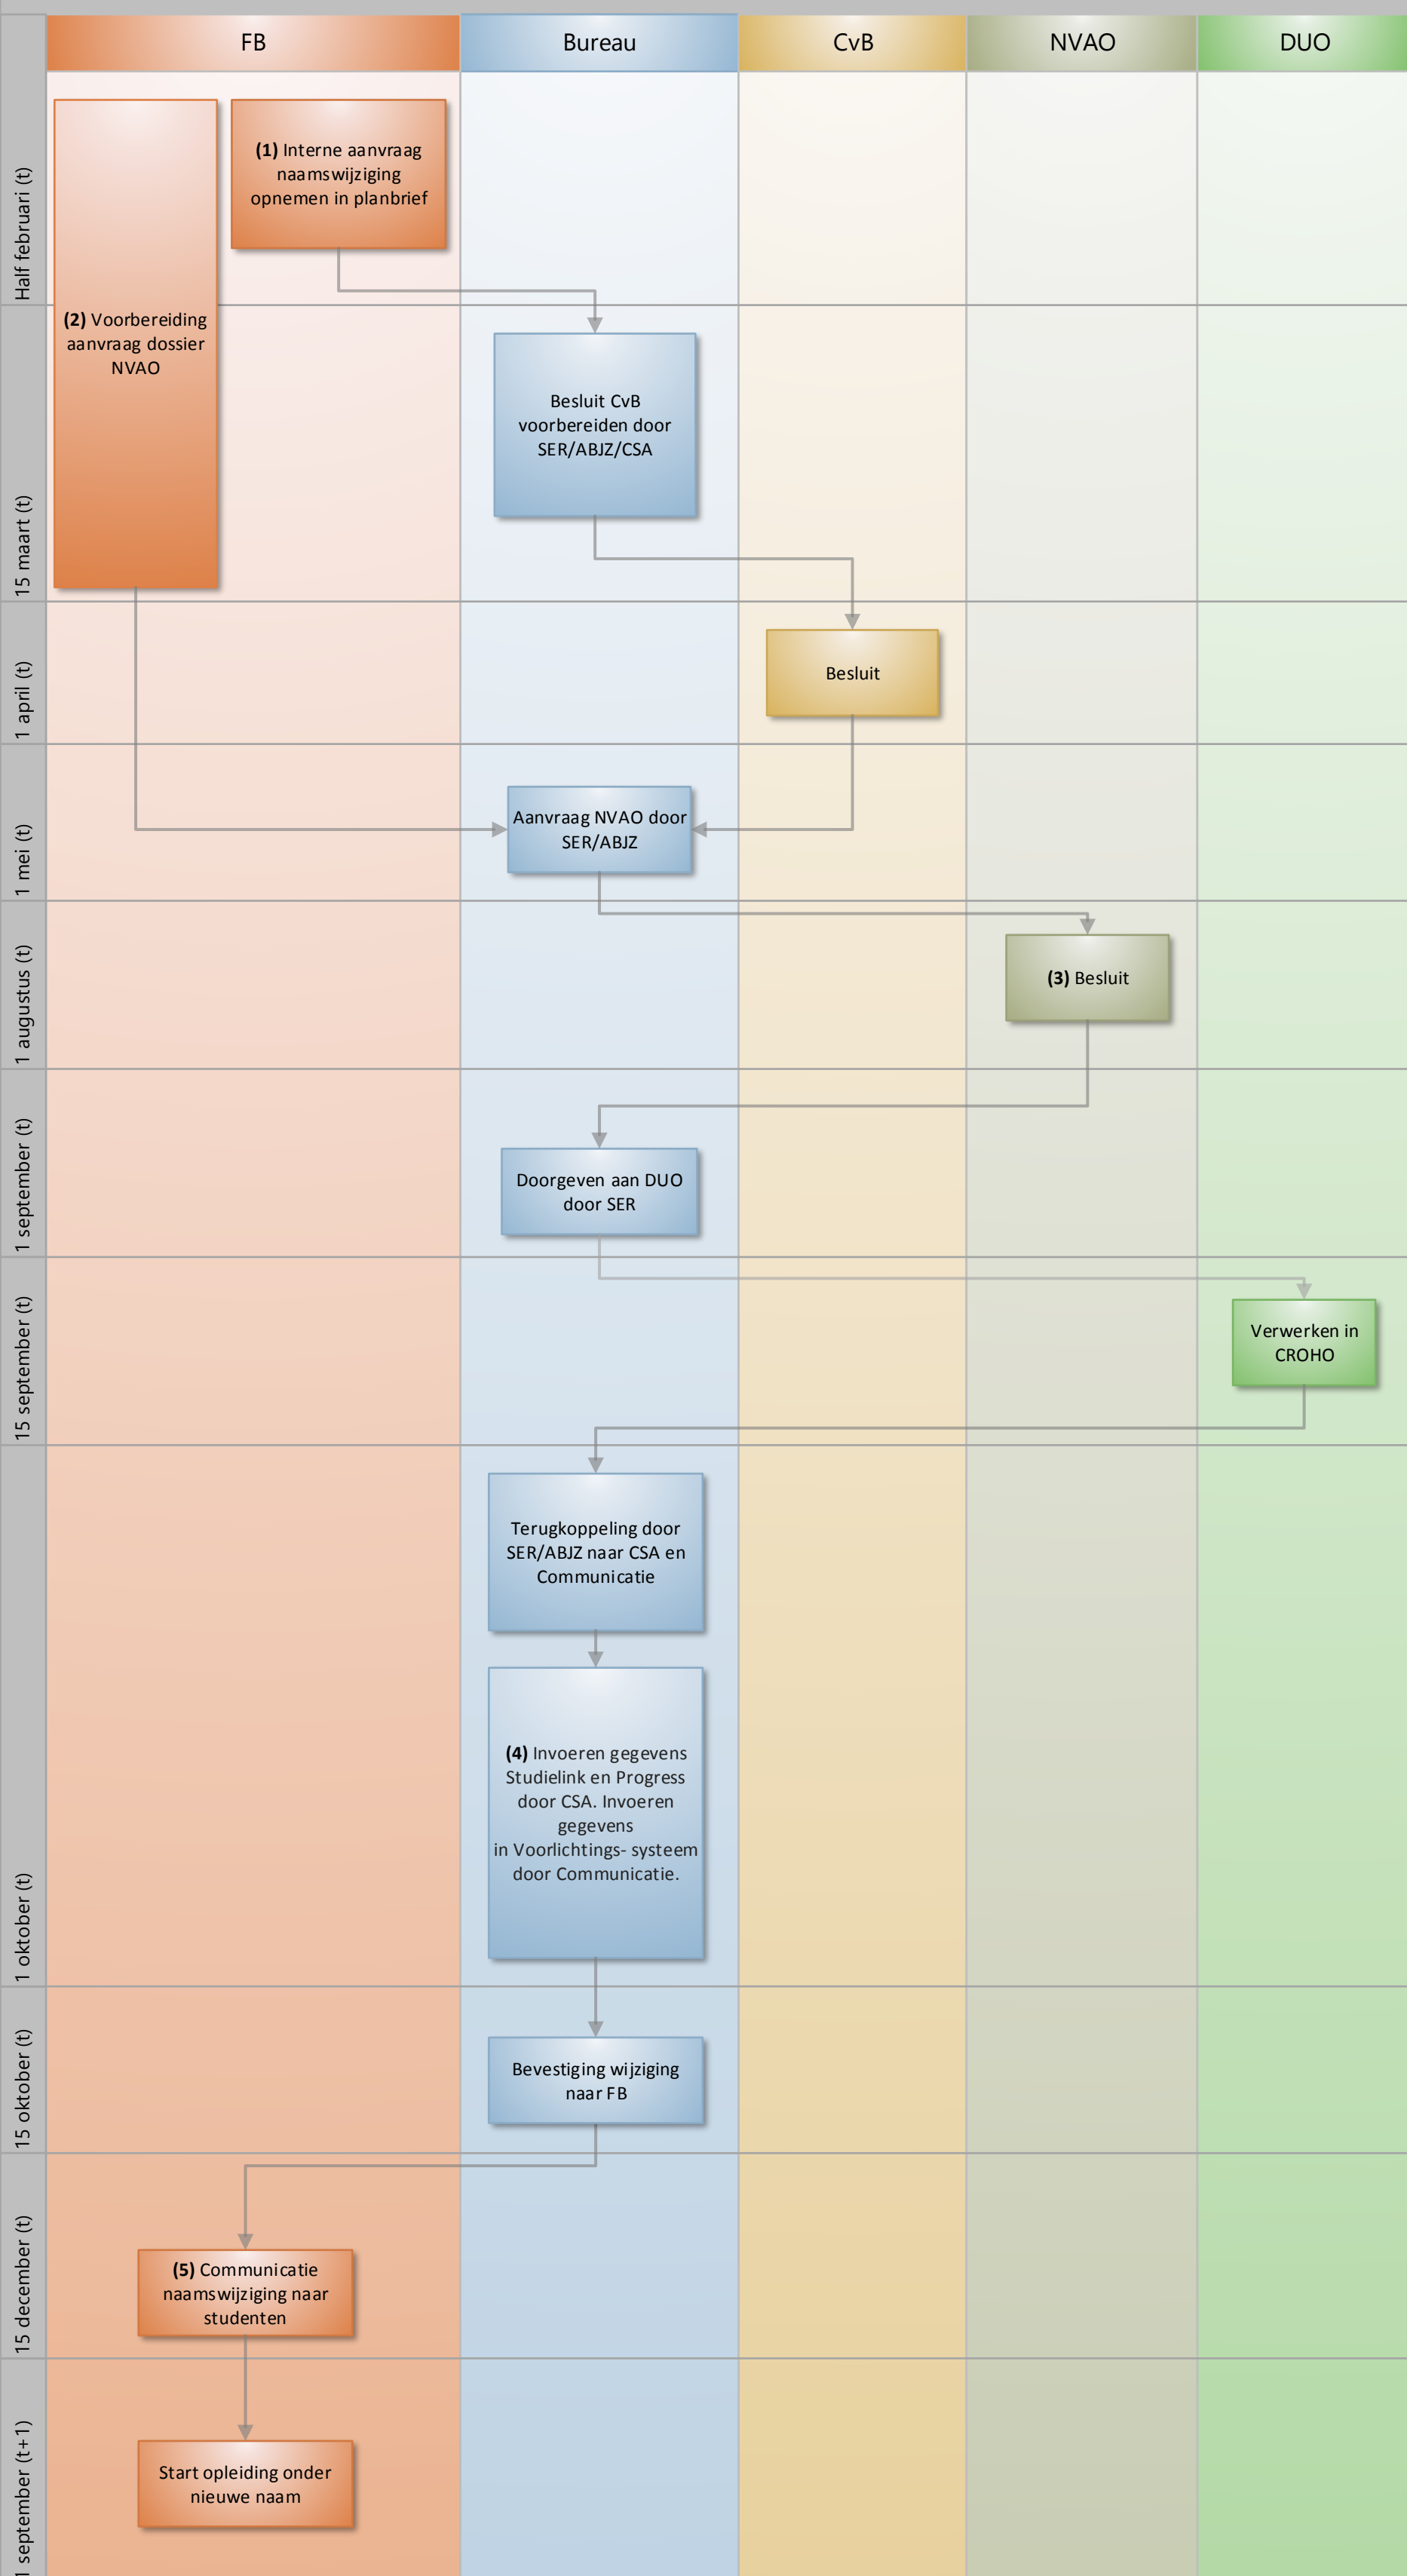 FB
Bureau
CvB
NVAO
DUO
Half februari (t)
(1) Interne aanvraag
naamswijziging
opnemen in planbrief
(2) Voorbereiding
aanvraag dossier
NVAO
15 maart (t)
Besluit CvB
voorbereiden door
SER/ABJZ/CSA
1 april (t)
Besluit
1 mei (t)
Aanvraag NVAO door
SER/ABJZ
1 augustus (t)
(3) Besluit
1 september (t)
Doorgeven aan DUO
door SER
15 september (t)
Verwerken in
CROHO
1 oktober (t)
Terugkoppeling door
SER/ABJZ naar CSA en
Communicatie
(4) Invoeren gegevens
Studielink en Progress
door CSA. Invoeren
gegevens
in Voorlichtings- systeem
door Communicatie.
15 oktober (t)
Bevestiging wijziging
naar FB
15 december (t)
(5) Communicatie
naamswijziging naar
studenten
1 september (t+1)
Start opleiding onder
nieuwe naam